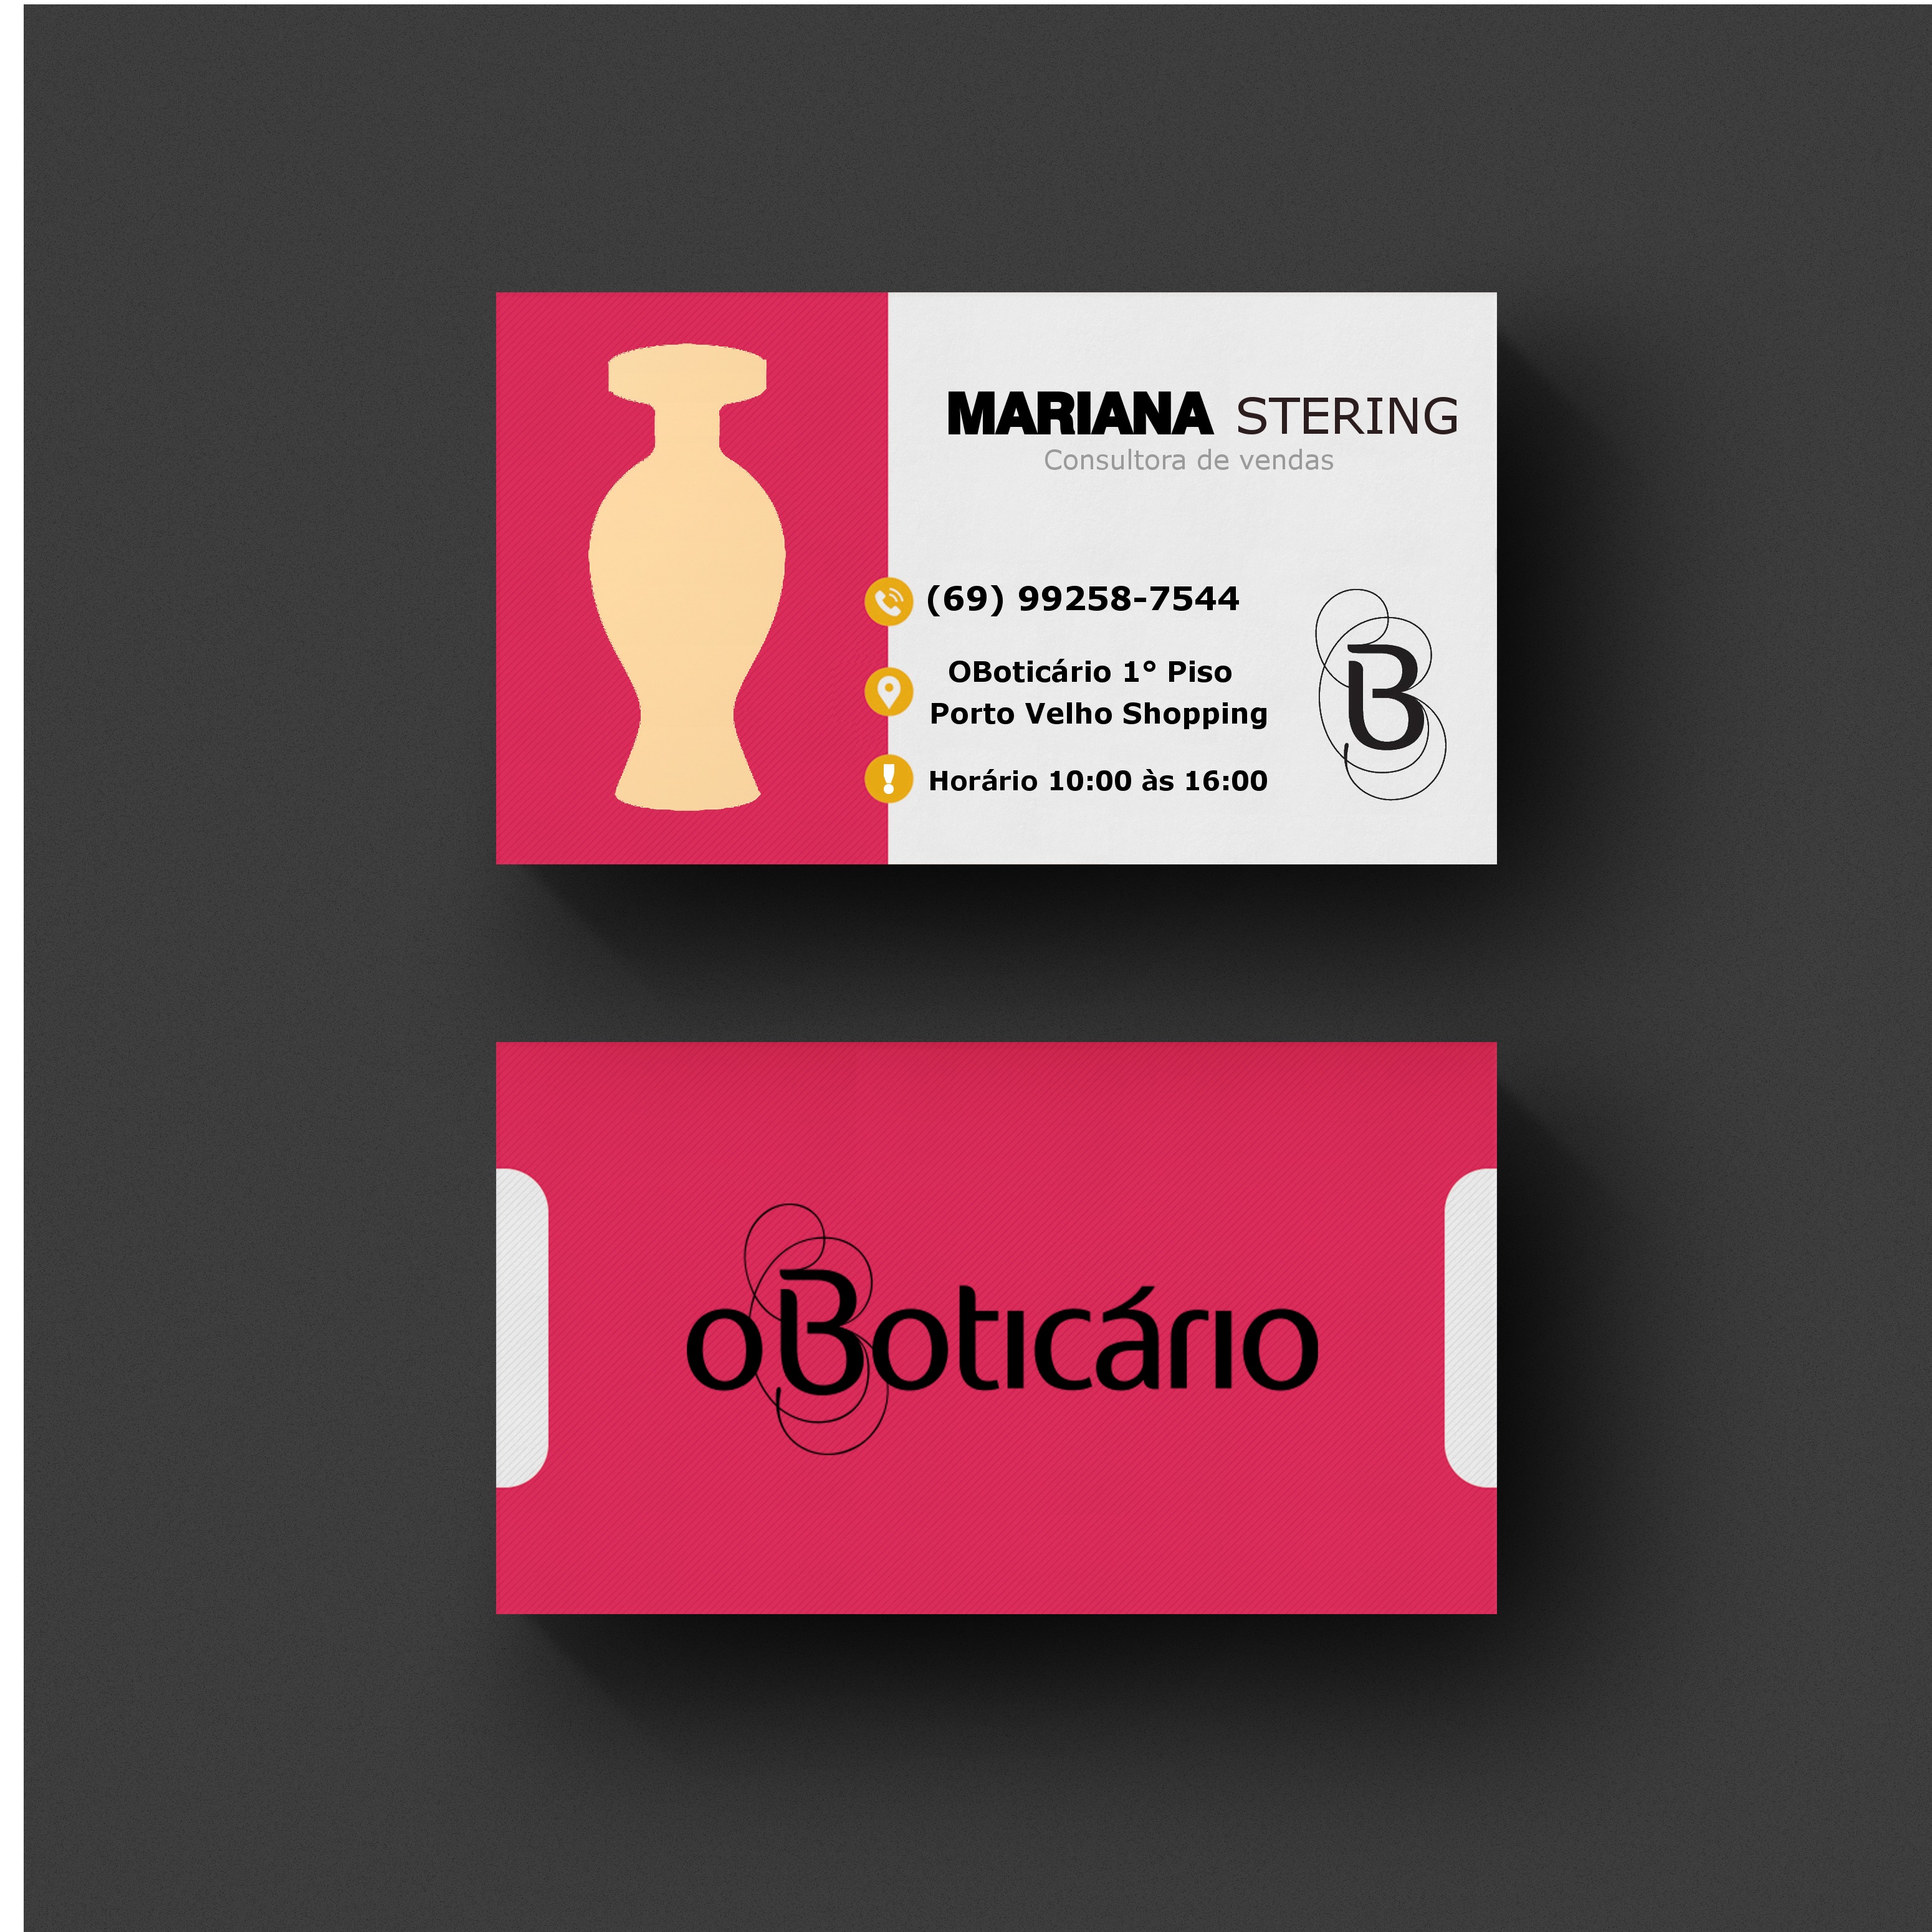 MARIANA STERING
Consultora de vendas
(69) 99258-7544
OBoticário 1° Piso
Porto Velho Shopping
Horário 10:00 às 16:00
B
oBoticário